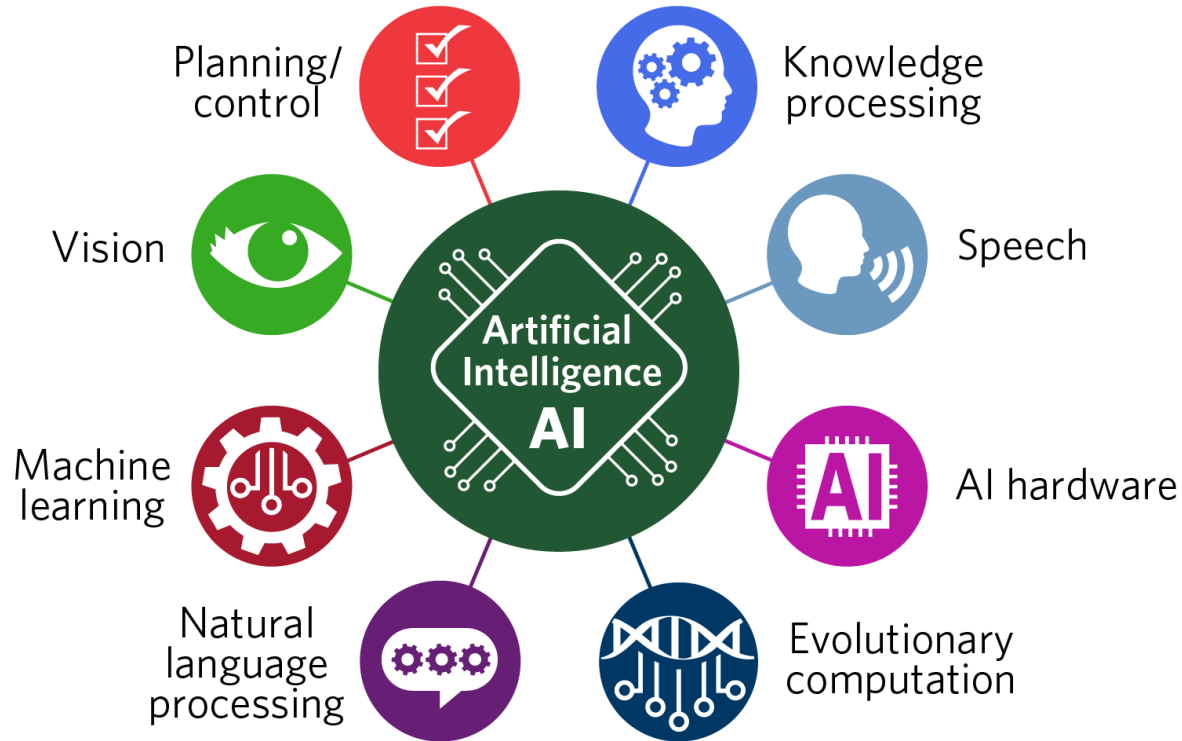 Planning/
control
Knowledge
processing
Vision
Speech
Artificial
Intelligence
AI
Machine
learning
AI
AI hardware
Natural
language
processing
Evolutionary
computation